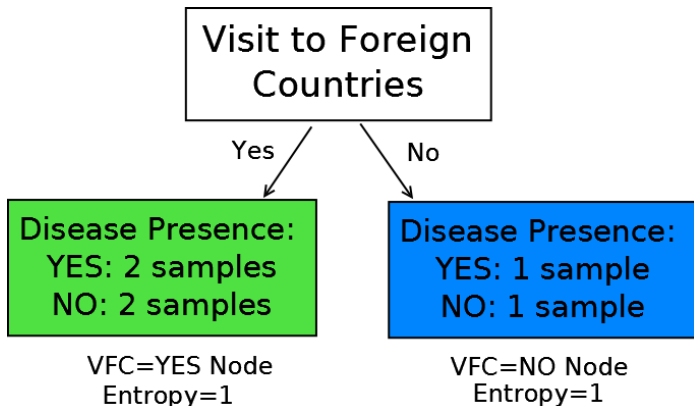 Visit to Foreign
Countries
Yes
No
Disease Presence:
YES: 2 samples
NO: 2 samples
Disease Presence:
YES: 1 sample
NO: 1 sample
VFC=YES Node
Entropy=1
VFC=NO Node
Entropy=1